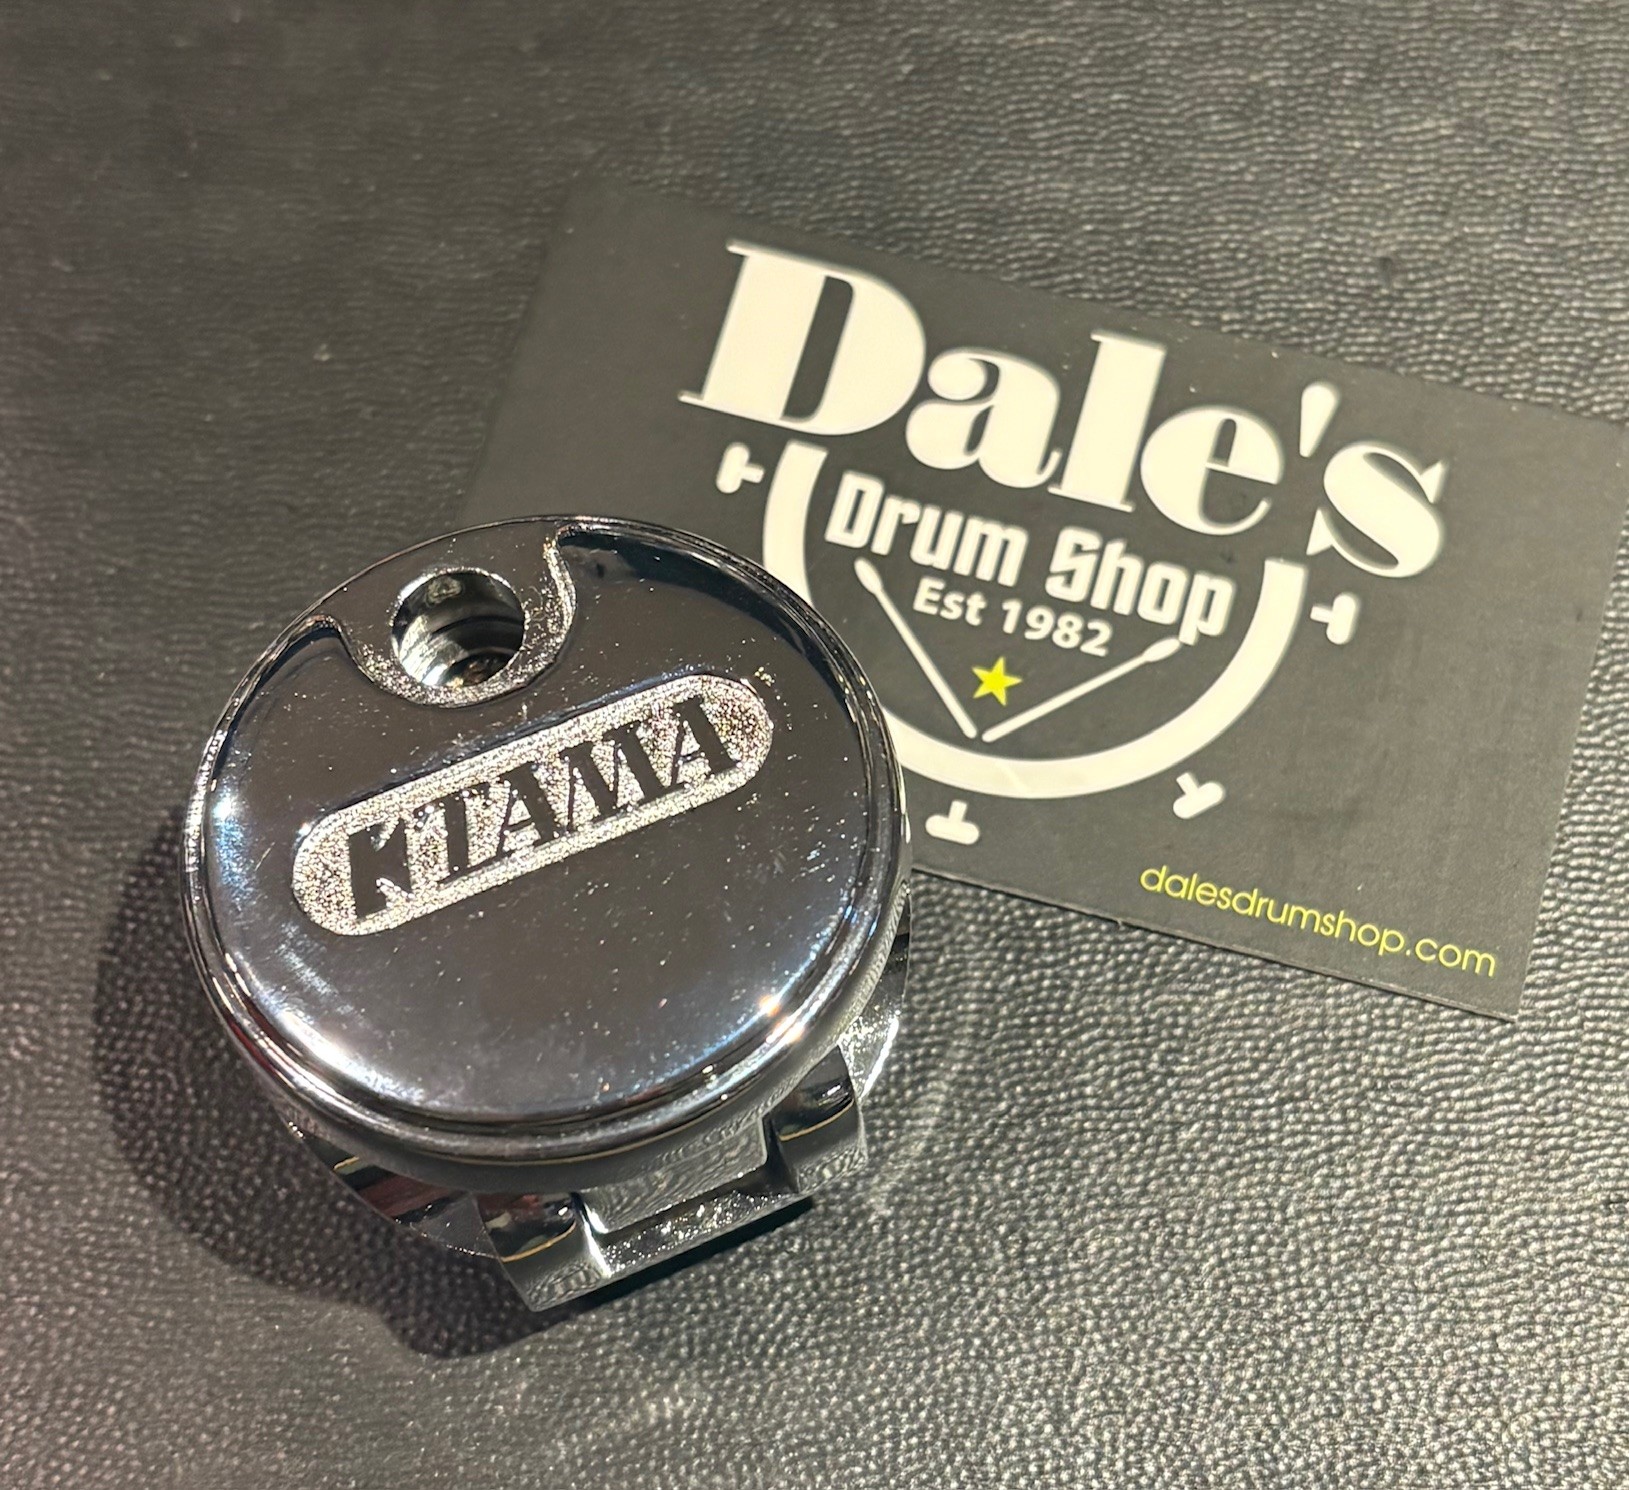 Dale's
Drum Shop
Est 1982
TAMA
dalesdrumshop.com